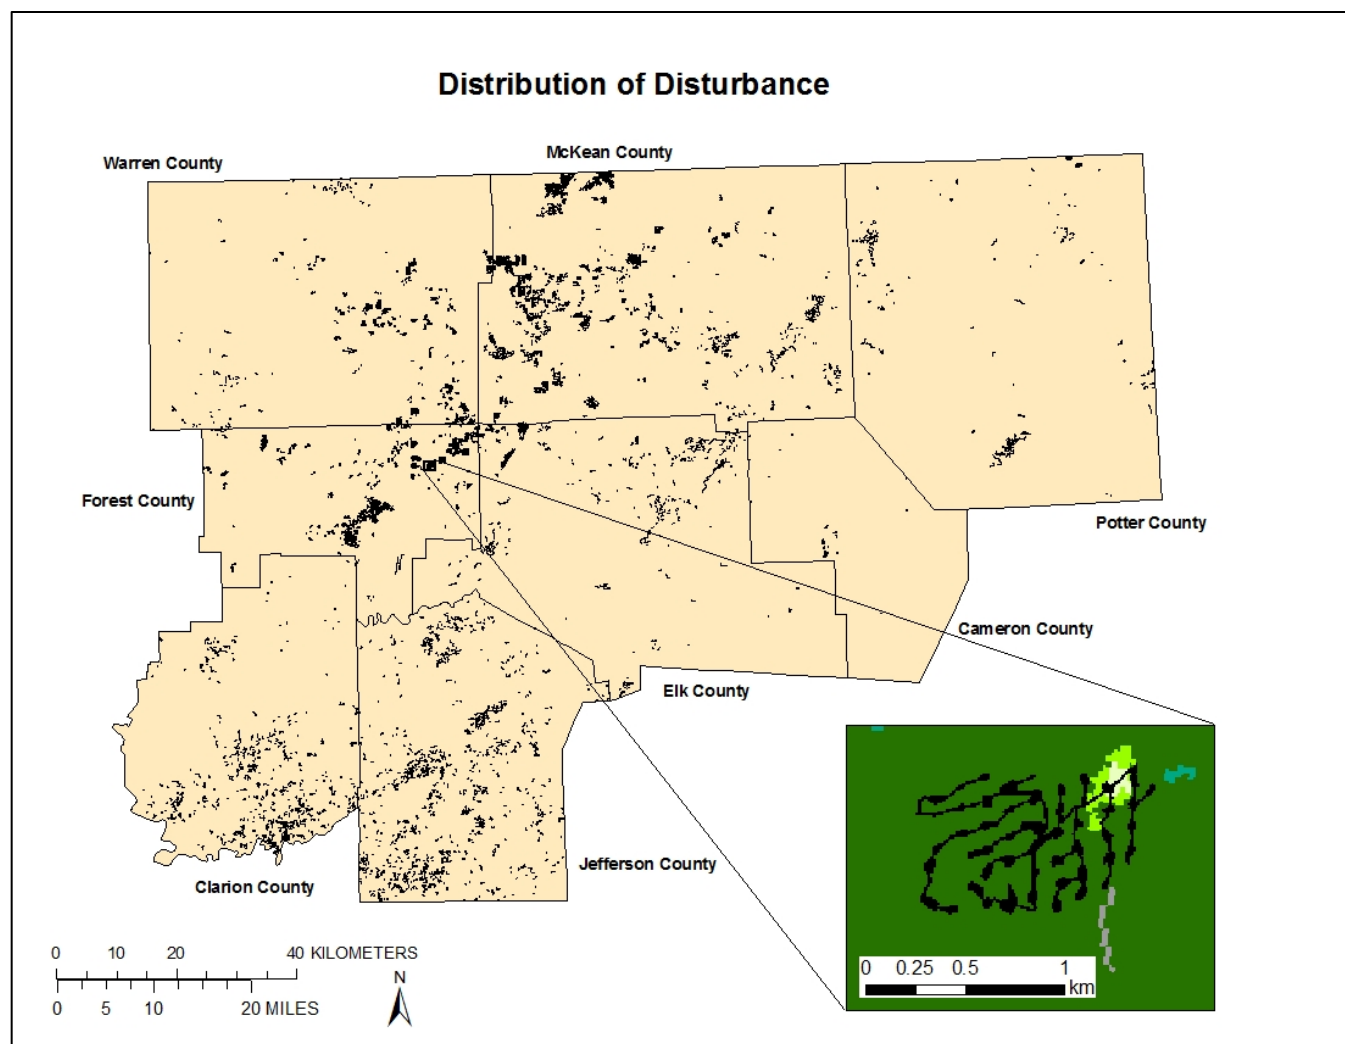 Distribution of Disturbance
Warren County
McKean County
Forest County
Potter County
Cameron County
Elk County
Jefferson County
Clarion County
0 10 20 40 KILOMETERS
0 5 10 20 MILES
N
0 0.25 0.5 1
km